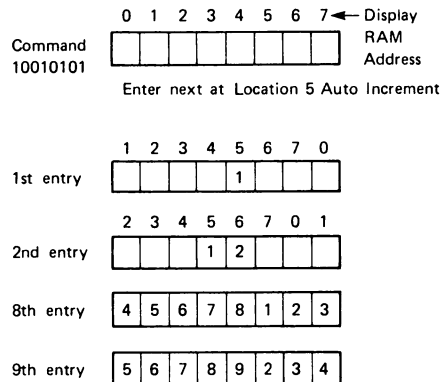 0 1 2 3 4 5 6 7 Display
RAM
Address
Command
10010101
Enter next at Location 5 Auto Increment
1 2 3 4 5 6 7 0
1st entry 1
2 3 4 5 6 7 0 1
2nd entry 1 2
8th entry 4 5 6 7 8 1 2 3
9th entry 5 6 7 8 9 2 3 4